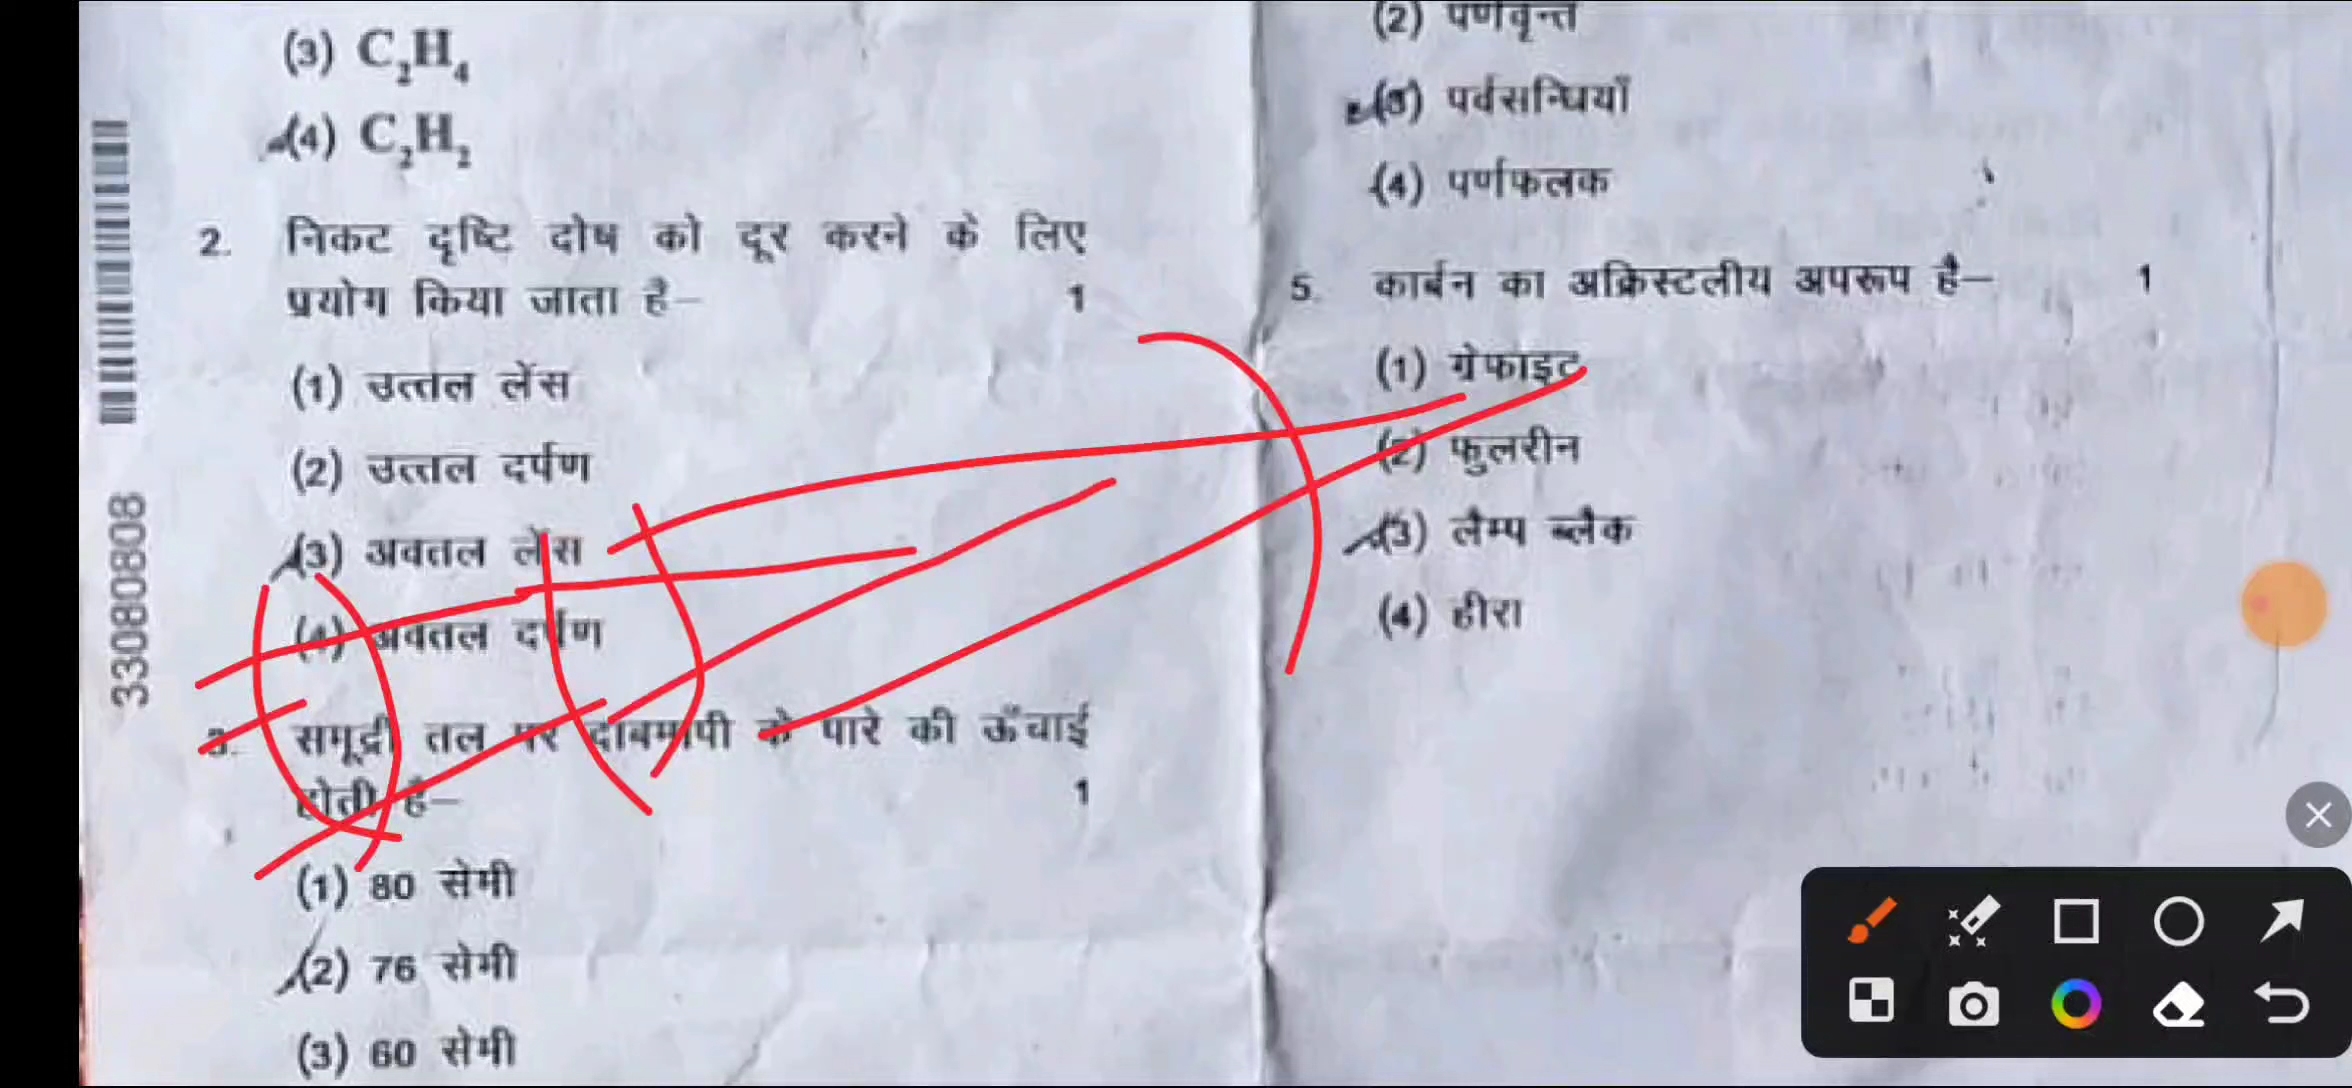 (3) C₂H₄
(4) C₂H₂
2. निकट दृष्टि दोष को दूर करने के लिए
प्रयोग किया जाता है— 1
(1) उत्तल लेंस
(2) उत्तल दर्पण
(3) अवतल लेंस
(4) अवतल दर्पण
3. समूद्री तल पर दाबमापी के पारे की ऊँचाई
होती है— 1
(1) 80 सेमी
(2) 76 सेमी
(3) 60 सेमी
(2) पर्णवृन्त
(3) पर्वसन्धियाँ
(4) पर्णफलक
5. कार्बन का अक्रिस्टलीय अपरूप है— 1
(1) ग्रेफाइट
(2) फुलरीन
(3) लैम्प ब्लैक
(4) हीरा
330808808